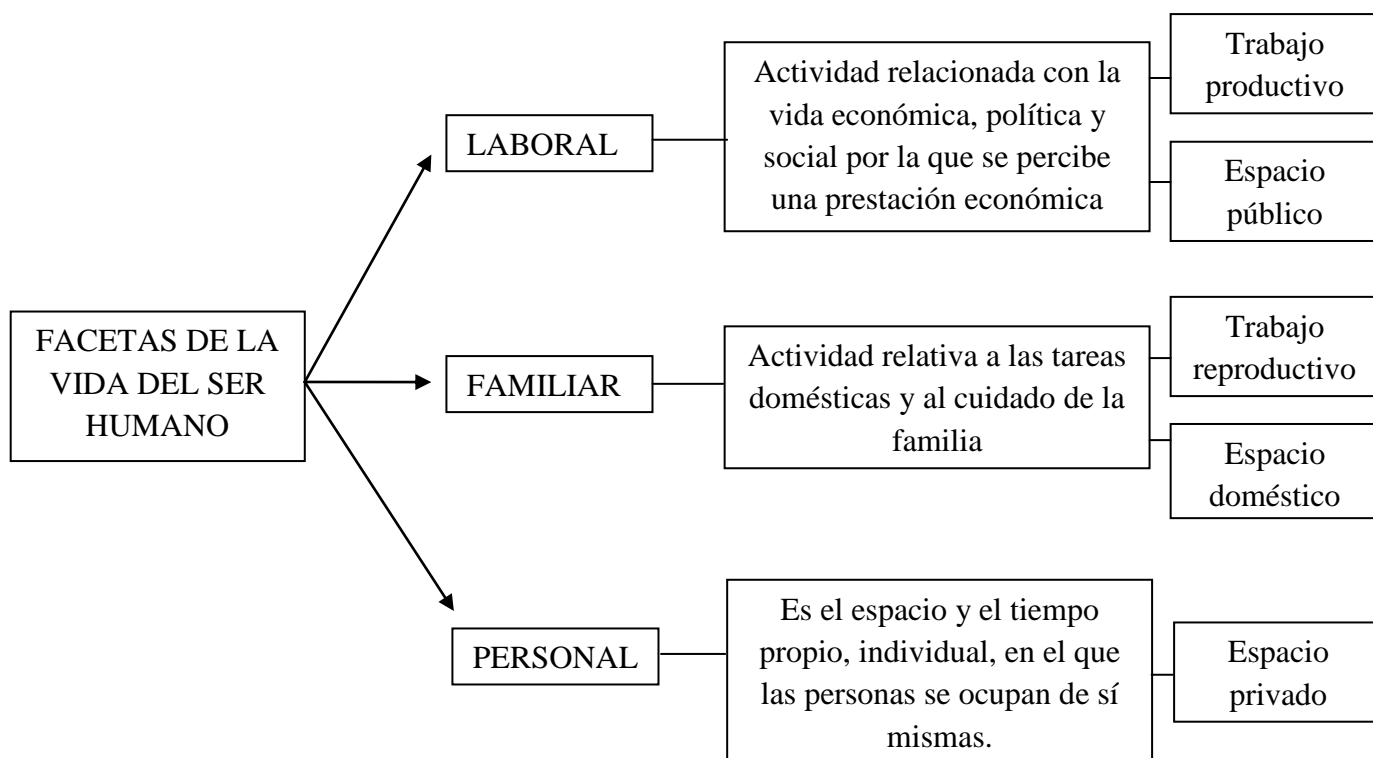 FACETAS DE LA
VIDA DEL SER
HUMANO
LABORAL
Actividad relacionada con la
vida económica, política y
social por la que se percibe
una prestación económica
Trabajo
productivo
Espacio
público
FAMILIAR
Actividad relativa a las tareas
domésticas y al cuidado de la
familia
Trabajo
reproductivo
Espacio
doméstico
PERSONAL
Es el espacio y el tiempo
propio, individual, en el que
las personas se ocupan de sí
mismas.
Espacio
privado